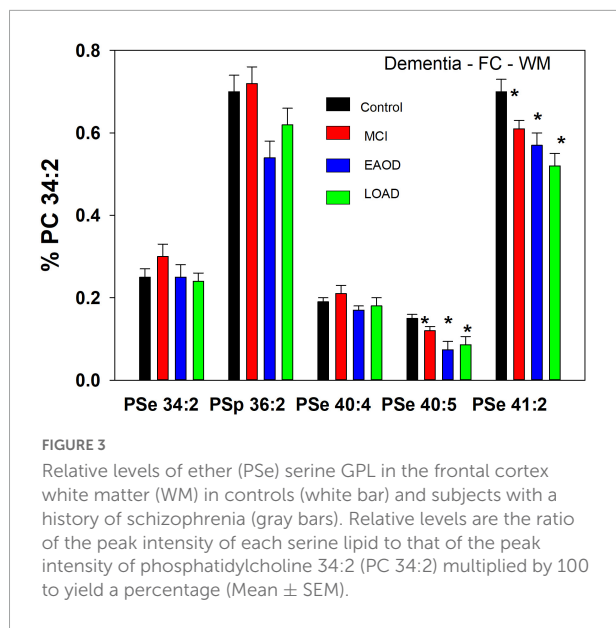 Dementia - FC - WM
0.8
0.6
0.4
0.2
0.0
% PC 34:2
Control
MCI
EAOD
LOAD
* * *
* * *
PSe 34:2 PSp 36:2 PSe 40:4 PSe 40:5 PSe 41:2
FIGURE 3
Relative levels of ether (PSe) serine GPL in the frontal cortex
white matter (WM) in controls (white bar) and subjects with a
history of schizophrenia (gray bars). Relative levels are the ratio
of the peak intensity of each serine lipid to that of the peak
intensity of phosphatidylcholine 34:2 (PC 34:2) multiplied by 100
to yield a percentage (Mean ± SEM).